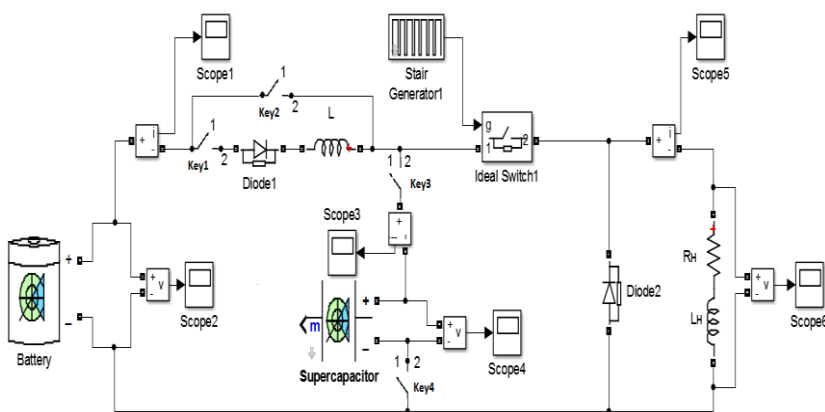 Scope1
Stair
Generator1
Scope5
i
+
-
1
2
Key2
L
1
2
Key1
Diode1
g
1
2
Ideal Switch1
i
+
-
1
2
Key3
Scope3
+
-
i
+
−
+
-
v
Scope2
Battery
m
+
−
Supercapacitor
+
-
v
Scope4
1
2
Key4
Diode2
RH
LH
+
-
v
Scope6